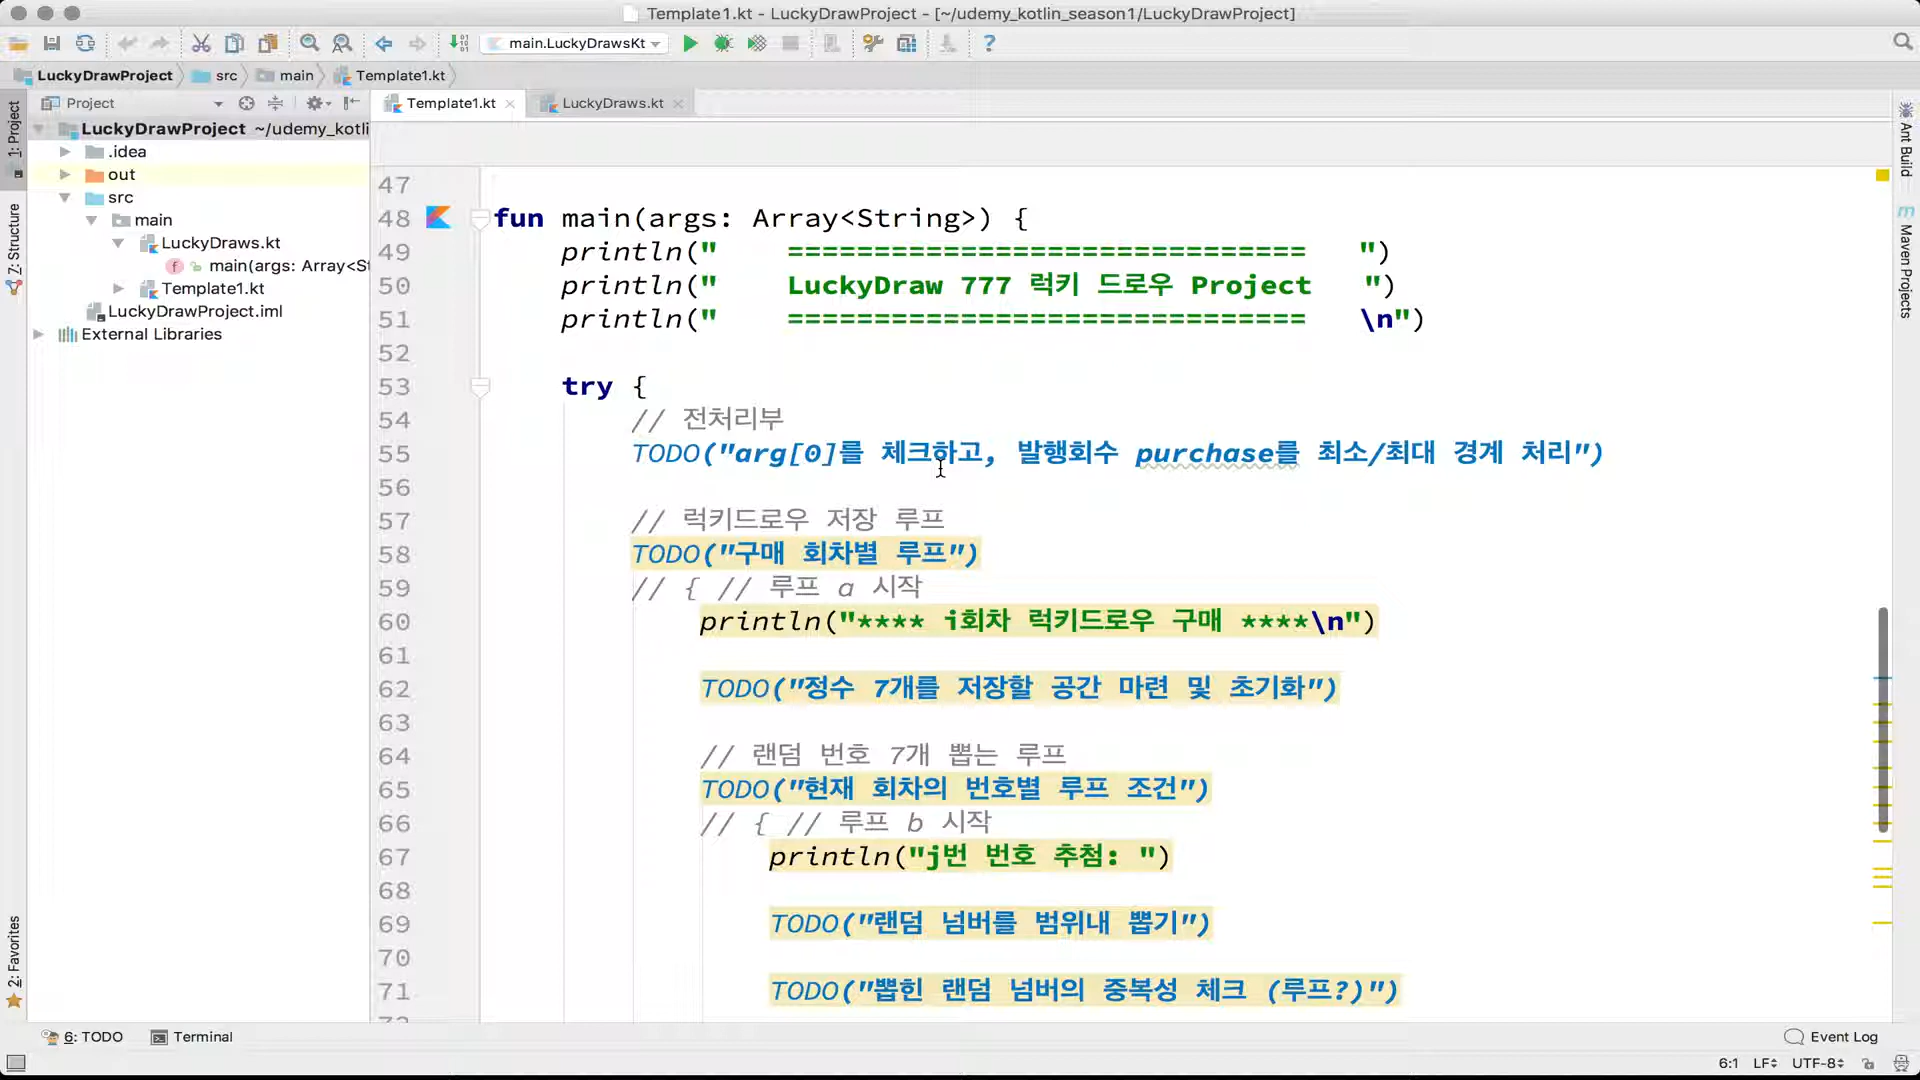 Template1.kt - LuckyDrawProject - [~/udemy_kotlin_season1/LuckyDrawProject]
main.LuckyDrawsKt
LuckyDrawProject src main Template1.kt
Project
Template1.kt LuckyDraws.kt
LuckyDrawProject ~/udemy_kotli
.idea
out
src
main
LuckyDraws.kt
main(args: Array<St
Template1.kt
LuckyDrawProject.iml
External Libraries
1: Project
7: Structure
2: Favorites
47
48 fun main(args: Array<String>) {
49 println("    ==============================   ")
50 println("    LuckyDraw 777 럭키 드로우 Project   ")
51 println("    ==============================   \n")
52
53 try {
54 // 전처리부
55 TODO("arg[0]를 체크하고, 발행회수 purchase를 최소/최대 경계 처리")
56
57 // 럭키드로우 저장 루프
58 TODO("구매 회차별 루프")
59 // { // 루프 a 시작
60 println("**** i회차 럭키드로우 구매 ****\n")
61
62 TODO("정수 7개를 저장할 공간 마련 및 초기화")
63
64 // 랜덤 번호 7개 뽑는 루프
65 TODO("현재 회차의 번호별 루프 조건")
66 // { // 루프 b 시작
67 println("j번 번호 추첨: ")
68
69 TODO("랜덤 넘버를 범위내 뽑기")
70
71 TODO("뽑힌 랜덤 넘버의 중복성 체크 (루프?)")
Ant Build
Maven Projects
6: TODO Terminal
Event Log
6:1 LF UTF-8